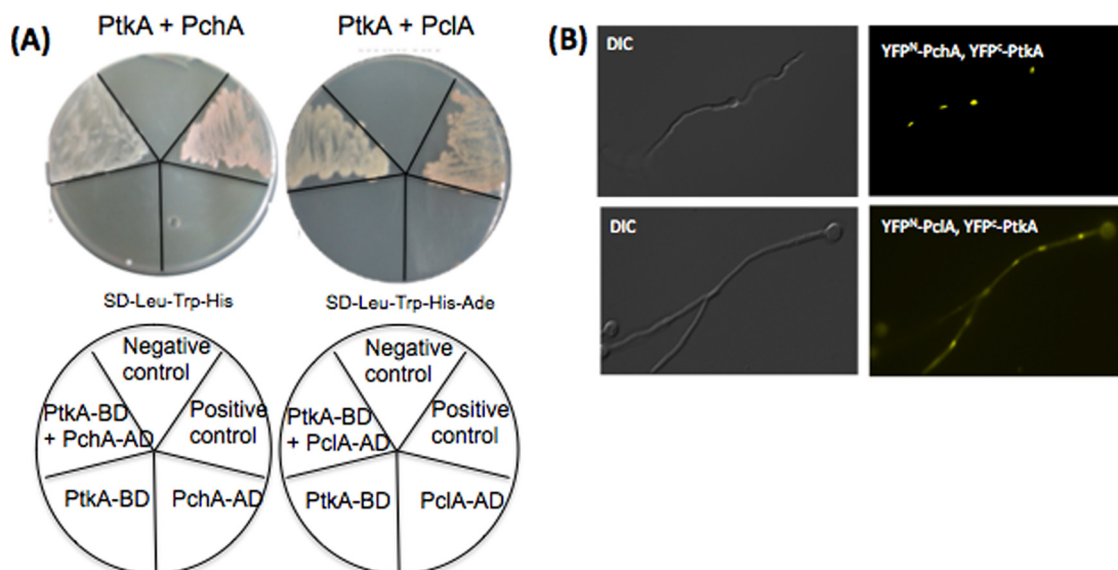 (A)
PtkA + PchA
PtkA + PclA
SD-Leu-Trp-His
SD-Leu-Trp-His-Ade
Negative
control
Positive
control
PtkA-BD
+ PchA-AD
PtkA-BD
PchA-AD
Negative
control
Positive
control
PtkA-BD
+ PclA-AD
PtkA-BD
PclA-AD
(B)
DIC
YFPᴺ-PchA, YFPᶜ-PtkA
DIC
YFPᴺ-PclA, YFPᶜ-PtkA